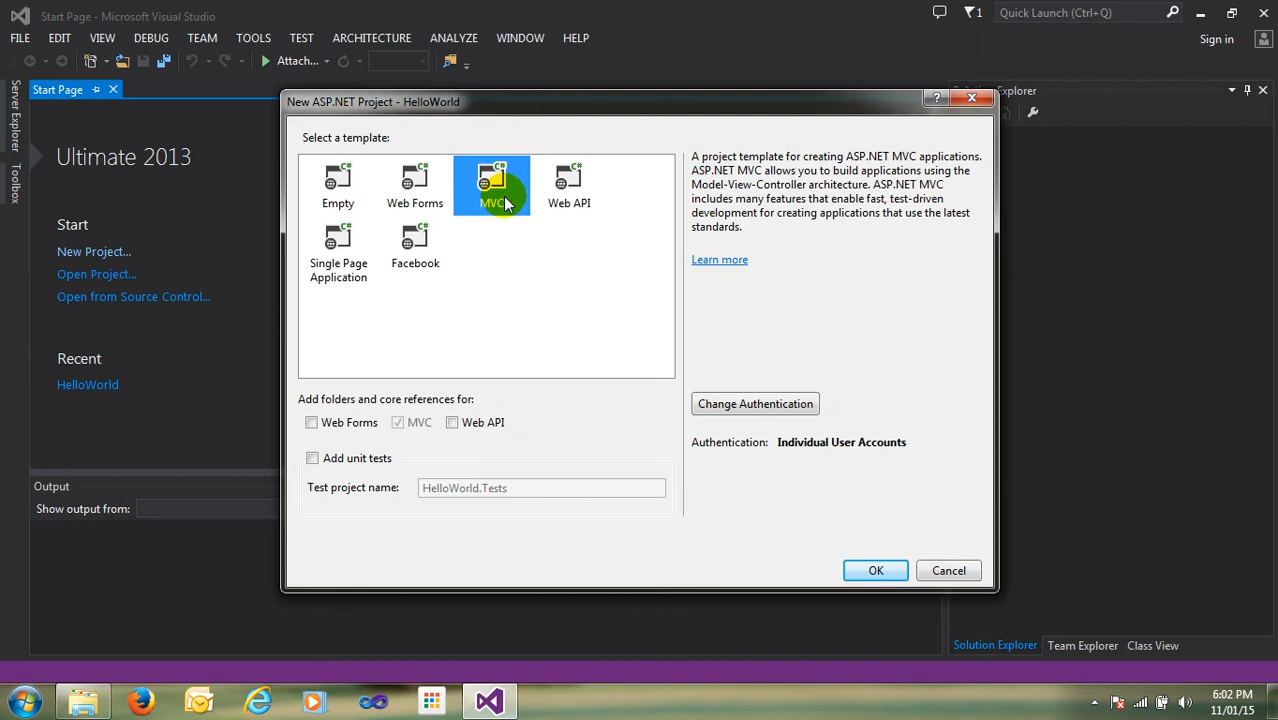 Start Page - Microsoft Visual Studio
1
Quick Launch (Ctrl+Q)
FILE EDIT VIEW DEBUG TEAM TOOLS TEST ARCHITECTURE ANALYZE WINDOW HELP
Sign in
Attach...
Server Explorer
Toolbox
Start Page
Explorer
Ultimate 2013
Start
New Project...
Open Project...
Open from Source Control...
Recent
HelloWorld
Output
Show output from:
New ASP.NET Project - HelloWorld
Select a template:
Empty
Web Forms
MVC
Web API
Single Page
Application
Facebook
A project template for creating ASP.NET MVC applications.
ASP.NET MVC allows you to build applications using the
Model-View-Controller architecture. ASP.NET MVC
includes many features that enable fast, test-driven
development for creating applications that use the latest
standards.
Learn more
Add folders and core references for:
Web Forms MVC Web API
Add unit tests
Test project name: HelloWorld.Tests
Change Authentication
Authentication: Individual User Accounts
OK
Cancel
Solution Explorer Team Explorer Class View
6:02 PM
11/01/15